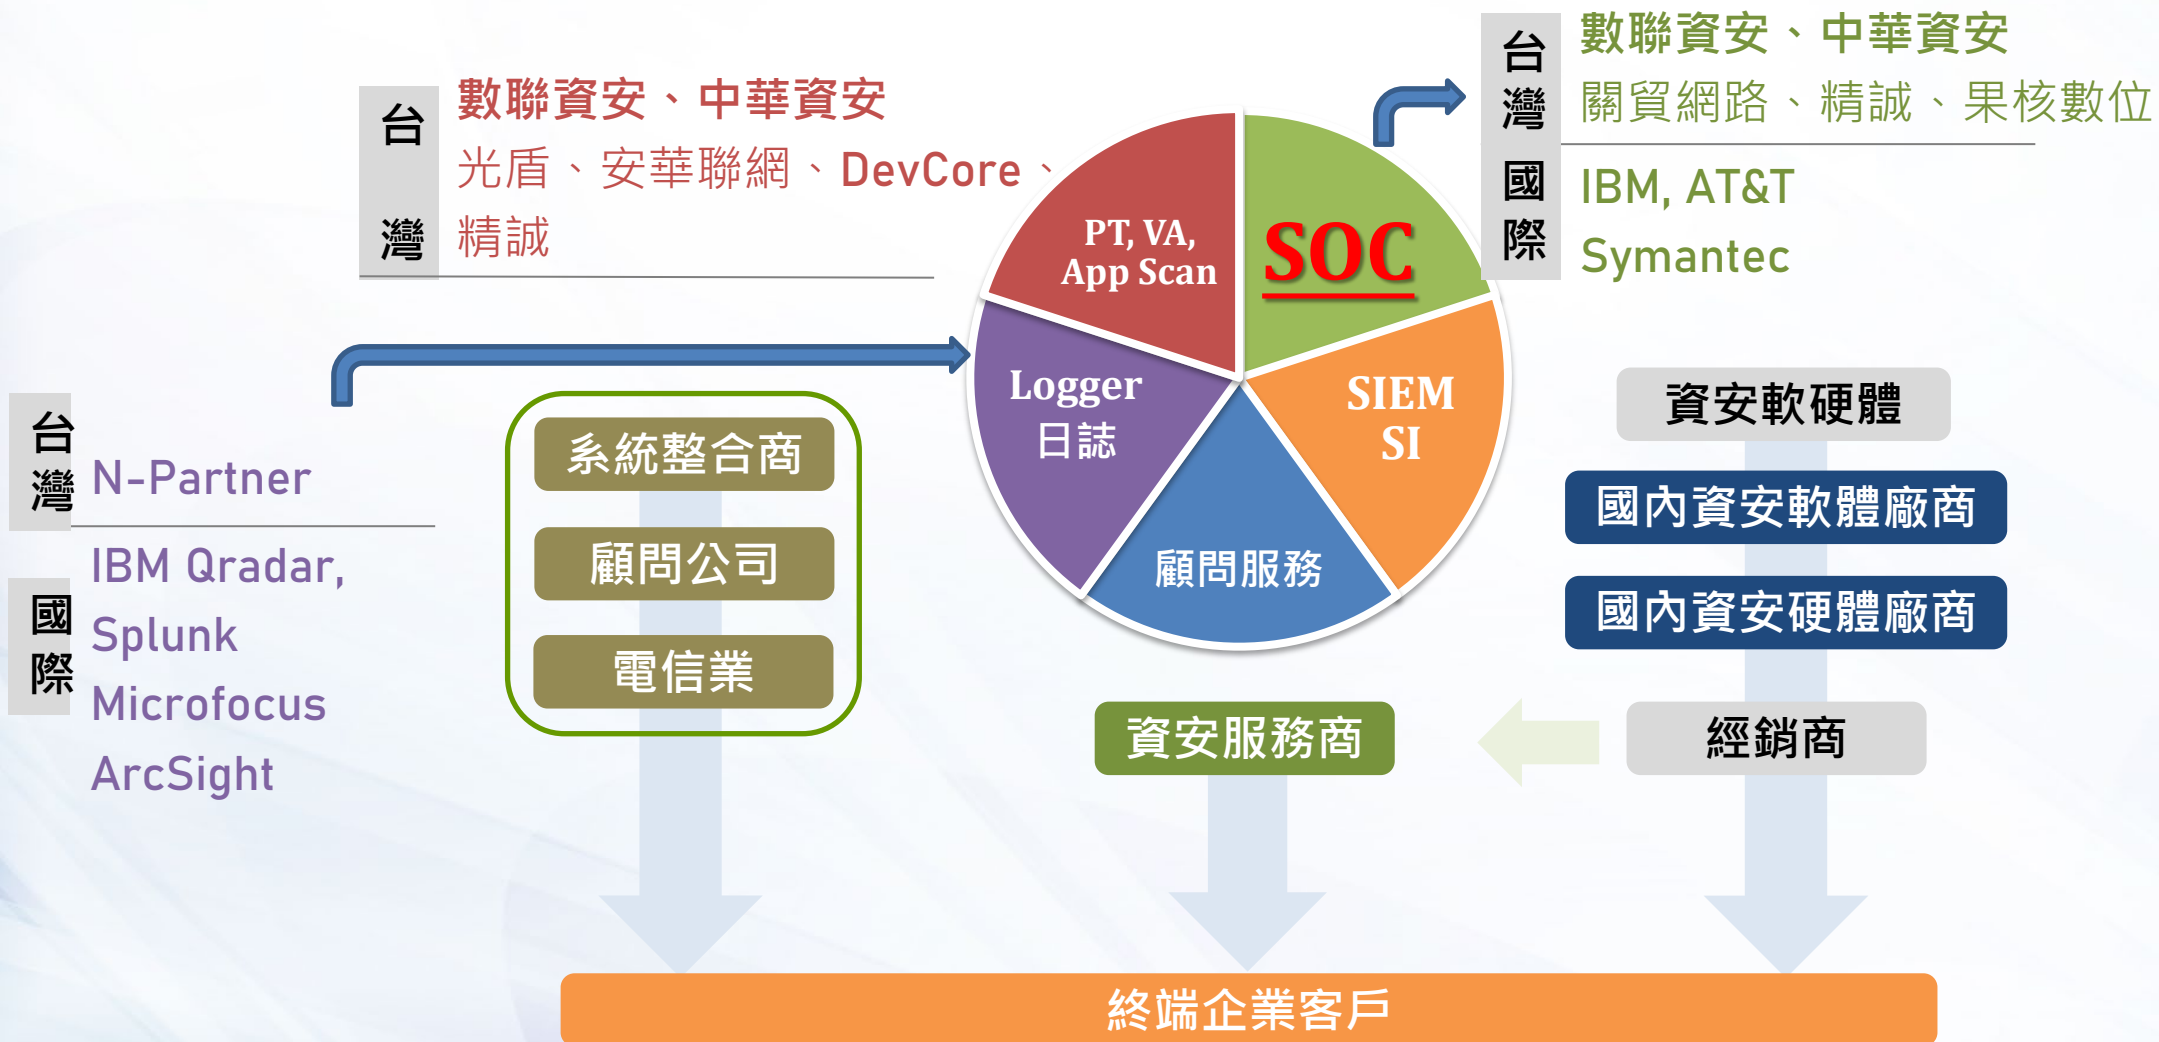 數聯資安、中華資安
關貿網路、精誠、果核數位
台灣
IBM, AT&T
Symantec
國際
台灣
數聯資安、中華資安
光盾、安華聯網、DevCore、
精誠
PT, VA,
App Scan
SOC
Logger
日誌
SIEM
SI
顧問服務
台灣
N-Partner
國際
IBM Qradar,
Splunk
Microfocus
ArcSight
系統整合商
顧問公司
電信業
資安軟硬體
國內資安軟體廠商
國內資安硬體廠商
經銷商
資安服務商
終端企業客戶